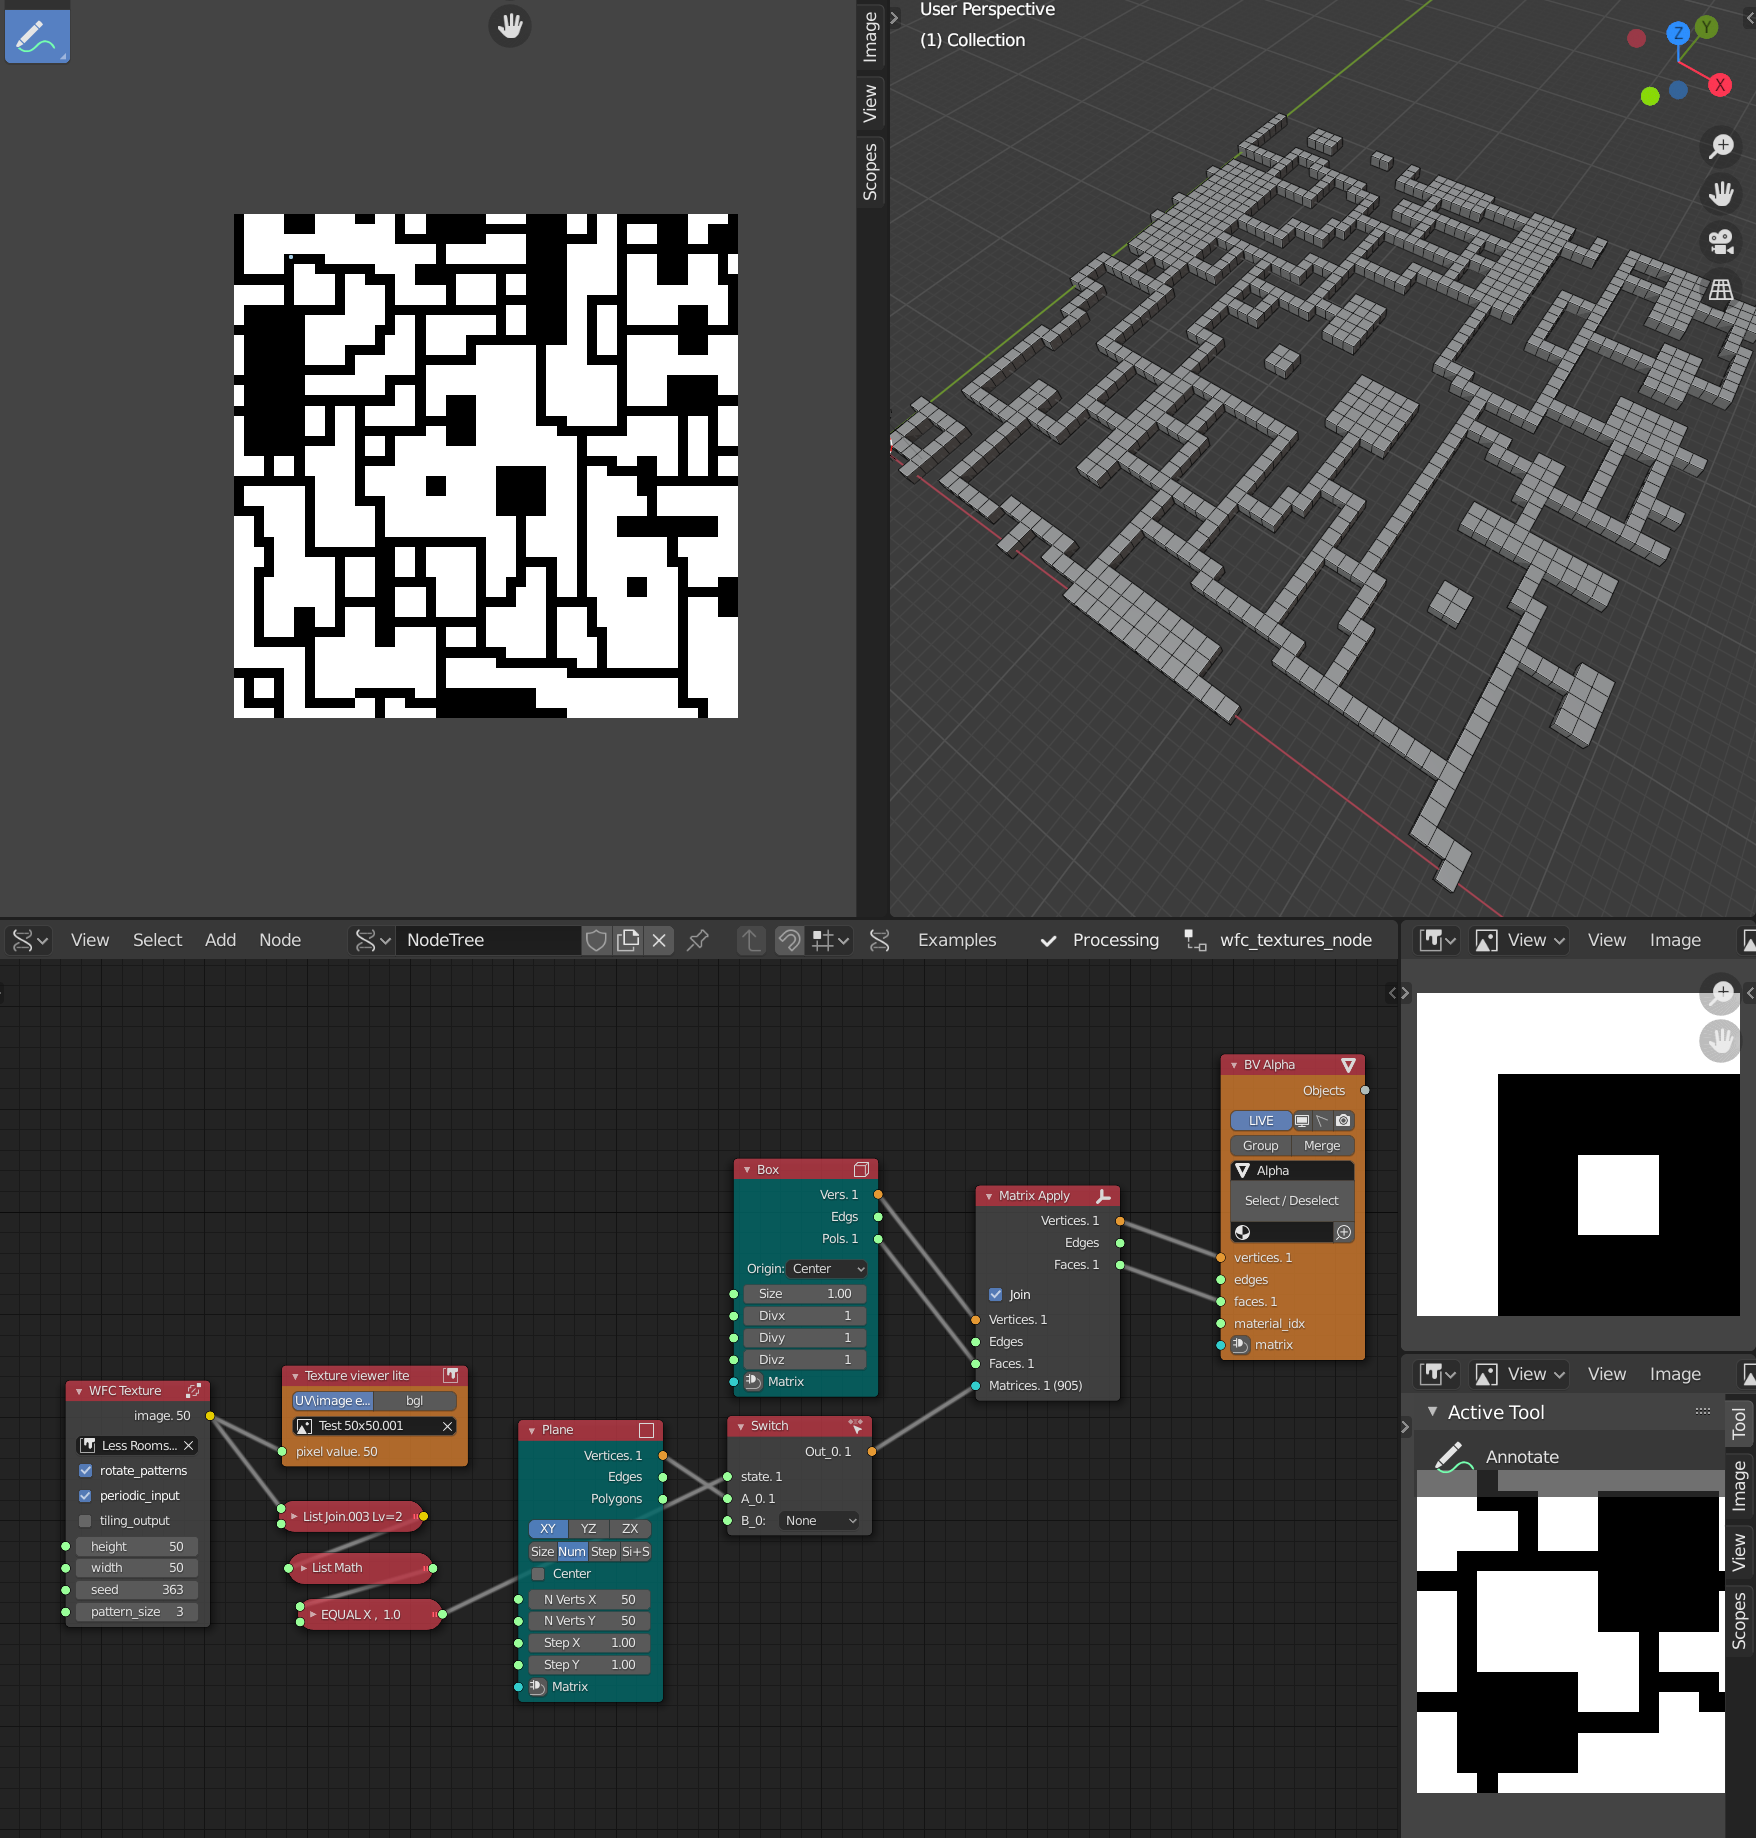 Image
View
Scopes
User Perspective
(1) Collection
Z
Y
X
View
Select
Add
Node
NodeTree
Examples
Processing
wfc_textures_node
View
View
Image
BV Alpha
Objects
LIVE
Group
Merge
Alpha
Select / Deselect
vertices. 1
edges
faces. 1
material_idx
matrix
Box
Vers. 1
Edgs
Pols. 1
Origin:
Center
Size 1.00
Divx 1
Divy 1
Divz 1
Matrix
Matrix Apply
Vertices. 1
Edges
Faces. 1
Join
Vertices. 1
Edges
Faces. 1
Matrices. 1 (905)
WFC Texture
image. 50
Less Rooms...
rotate_patterns
periodic_input
tiling_output
height 50
width 50
seed 363
pattern_size 3
Texture viewer lite
UV\image e...
bgl
Test 50x50.001
pixel value. 50
List Join.003 Lv=2
List Math
EQUAL X , 1.0
Plane
Vertices. 1
Edges
Polygons
XY
YZ
ZX
Size
Num
Step
Si+S
Center
N Verts X 50
N Verts Y 50
Step X 1.00
Step Y 1.00
Matrix
Switch
Out_0. 1
state. 1
A_0. 1
B_0:
None
View
View
Image
Active Tool
Annotate
Tool
Image
View
Scopes